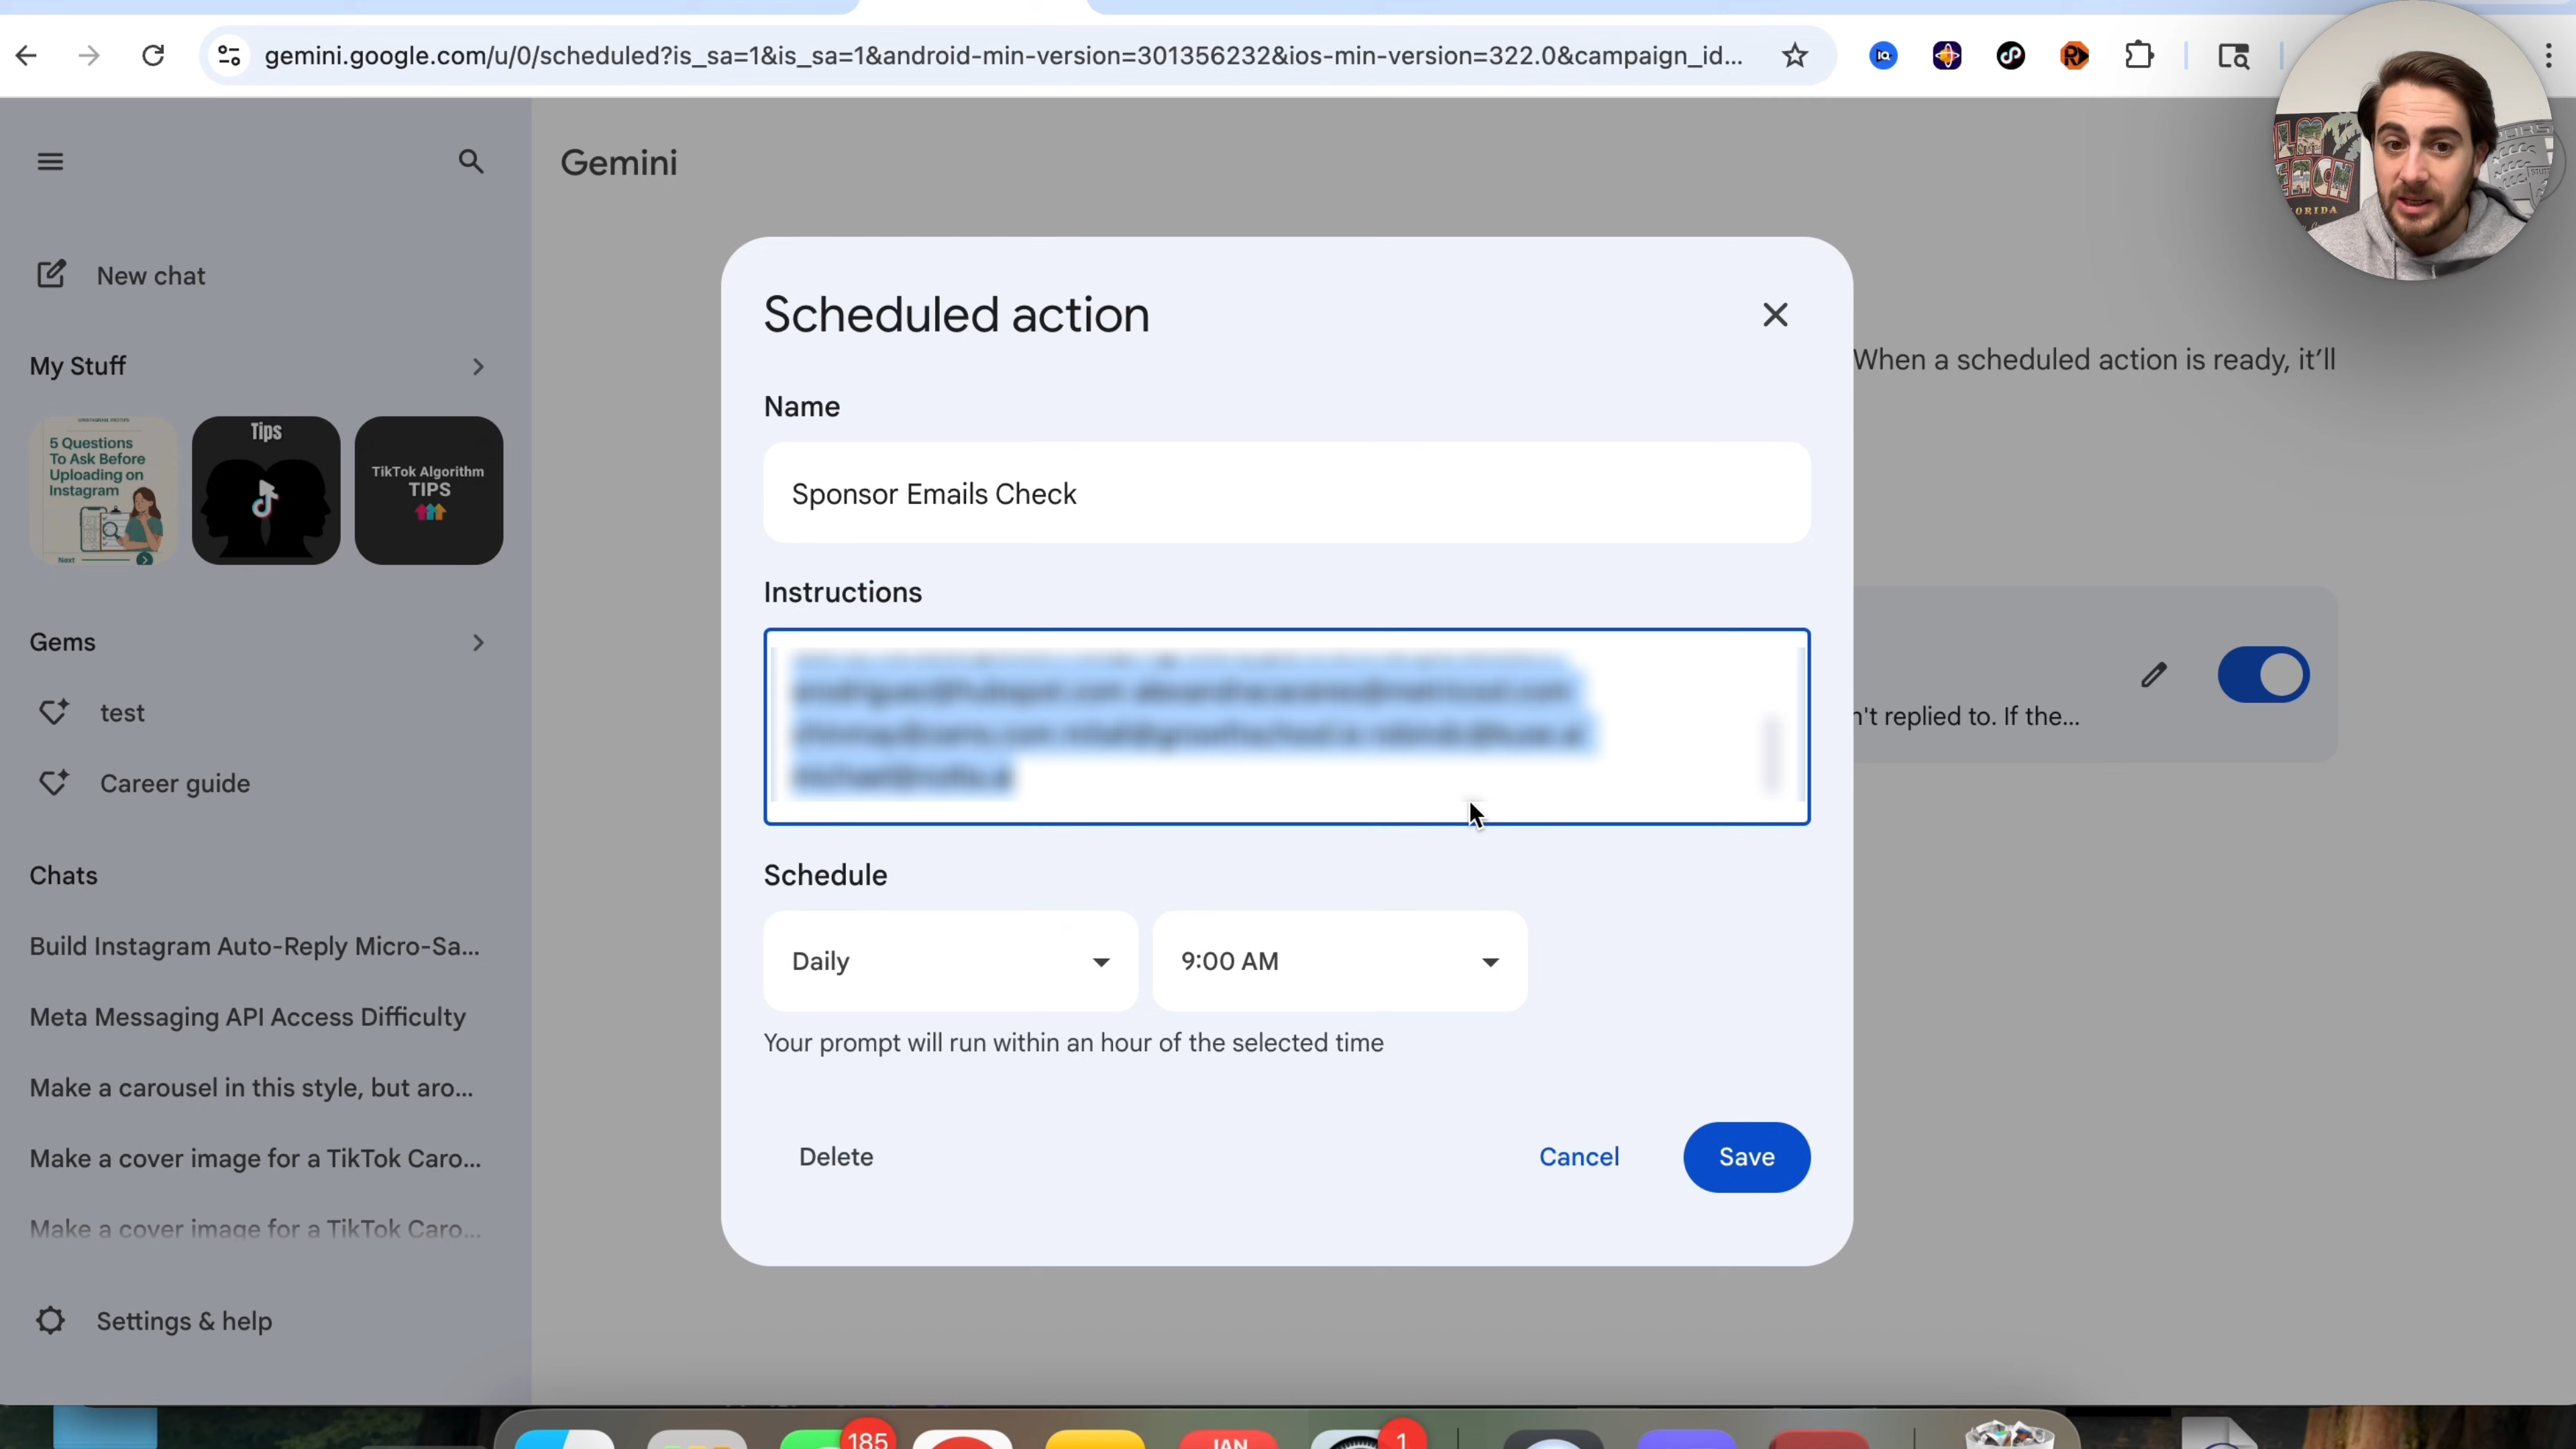 gemini.google.com/u/0/scheduled?is_sa=1&is_sa=1&android-min-version=301356232&ios-min-version=322.0&campaign_id...
Gemini
New chat
My Stuff
@INSTAGRAM_PROTIPS
5 Questions
To Ask Before
Uploading on
Instagram
Next
Tips
TikTok Algorithm
TIPS
Gems
test
Career guide
Chats
Build Instagram Auto-Reply Micro-Sa...
Meta Messaging API Access Difficulty
Make a carousel in this style, but aro...
Make a cover image for a TikTok Caro...
Make a cover image for a TikTok Caro...
Settings & help
When a scheduled action is ready, it'll
n't replied to. If the...
Scheduled action
Name
Sponsor Emails Check
Instructions
Schedule
Daily
9:00 AM
Your prompt will run within an hour of the selected time
Delete
Cancel
Save
FLORIDA
185
JAN
1